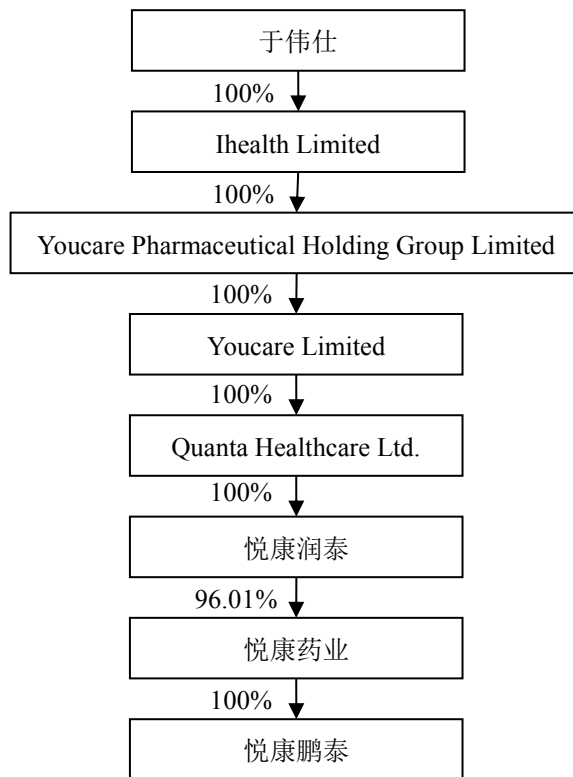 于伟仕
100%
Ihealth Limited
100%
Youcare Pharmaceutical Holding Group Limited
100%
Youcare Limited
100%
Quanta Healthcare Ltd.
100%
悦康润泰
96.01%
悦康药业
100%
悦康鹏泰